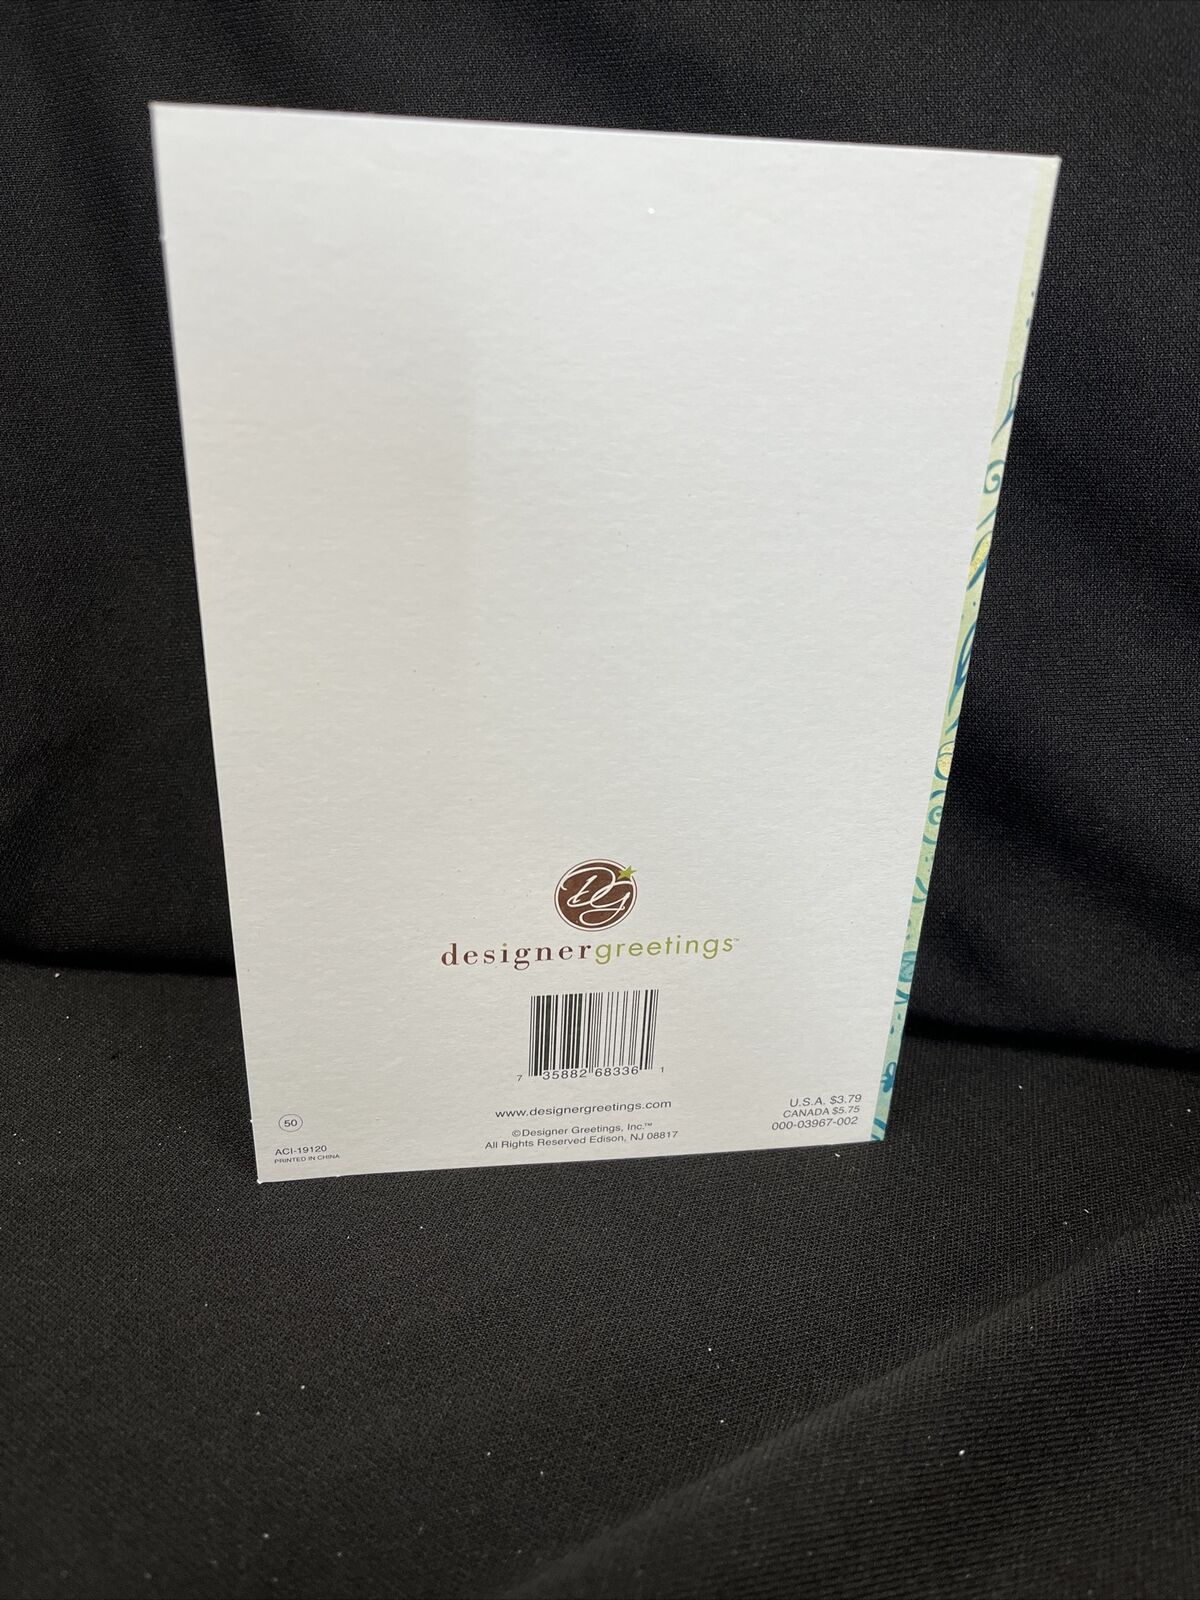 DG
designergreetings™
7 35882 68336 1
www.designergreetings.com
©Designer Greetings, Inc.™
All Rights Reserved Edison, NJ 08817
U.S.A. $3.79
CANADA $5.75
000-03967-002
50
ACI-19120
PRINTED IN CHINA